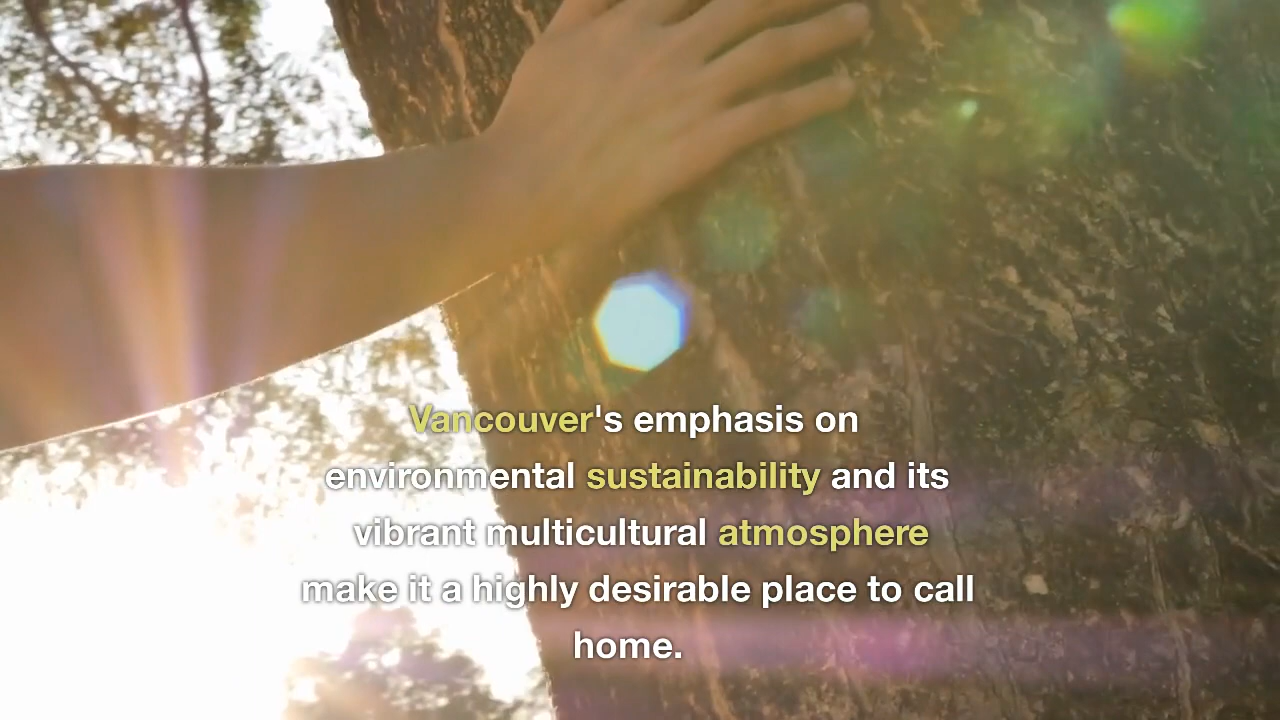 Vancouver's emphasis on
environmental sustainability and its
vibrant multicultural atmosphere
make it a highly desirable place to call
home.